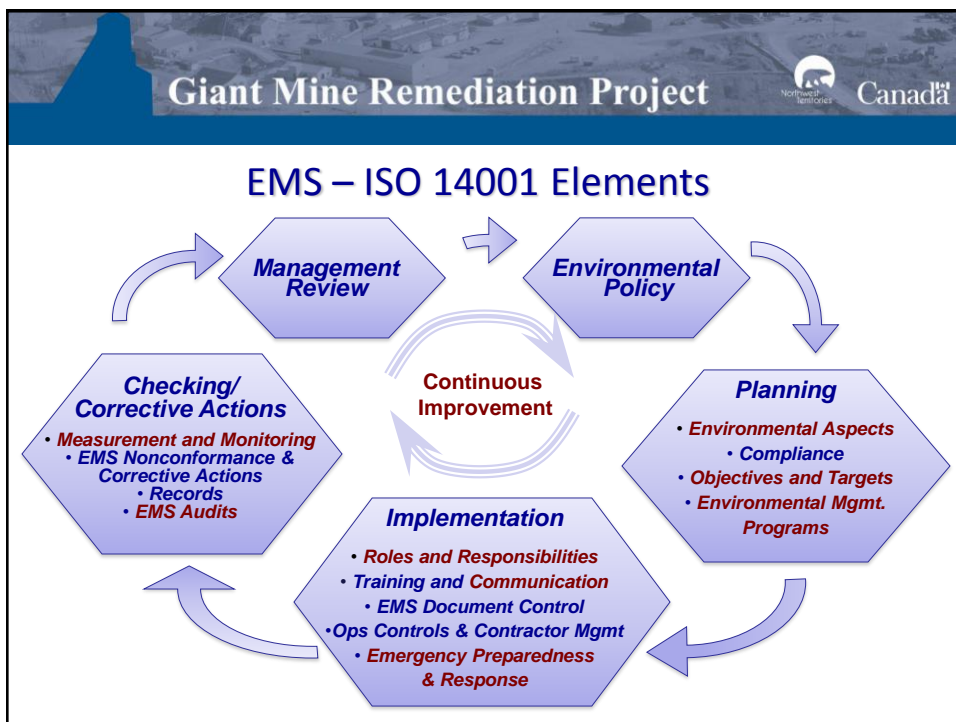 Giant Mine Remediation Project
Northwest
Territories
Canada
EMS – ISO 14001 Elements
Management
Review
Environmental
Policy
Planning
• Environmental Aspects
• Compliance
• Objectives and Targets
• Environmental Mgmt.
Programs
Implementation
• Roles and Responsibilities
• Training and Communication
• EMS Document Control
•Ops Controls & Contractor Mgmt
• Emergency Preparedness
& Response
Checking/
Corrective Actions
• Measurement and Monitoring
• EMS Nonconformance &
Corrective Actions
• Records
• EMS Audits
Continuous
Improvement